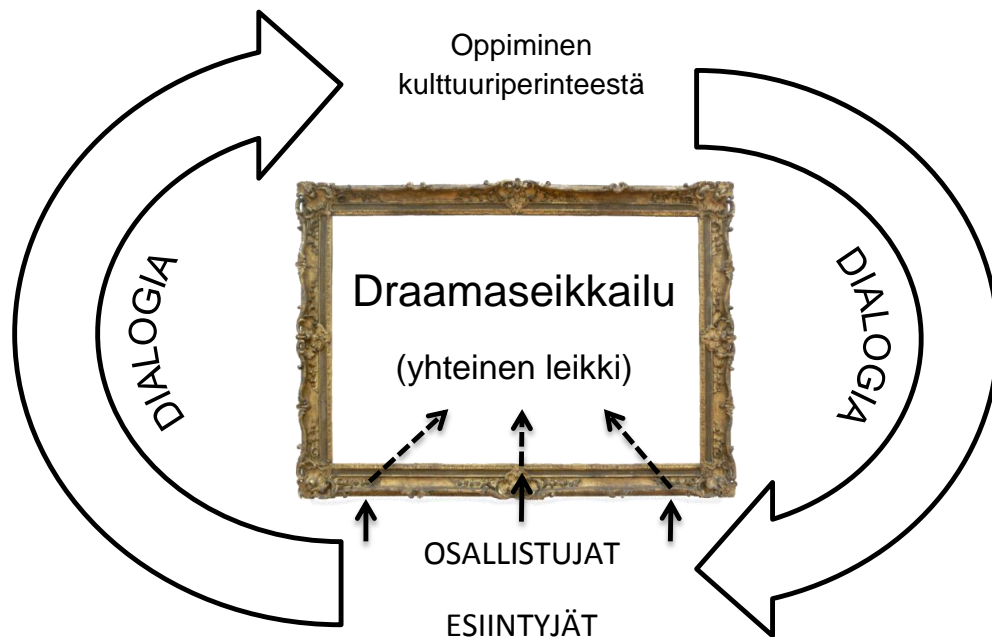 Oppiminen
kulttuuriperinteestä
DIALOGIA
Draamaseikkailu
(yhteinen leikki)
DIALOGIA
OSALLISTUJAT
ESIINTYJÄT